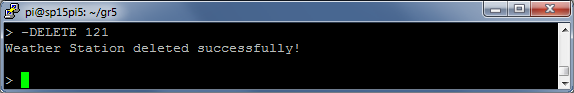 pi@sp15pi5: ~/gr5
> -DELETE 121
Weather Station deleted successfully!
>